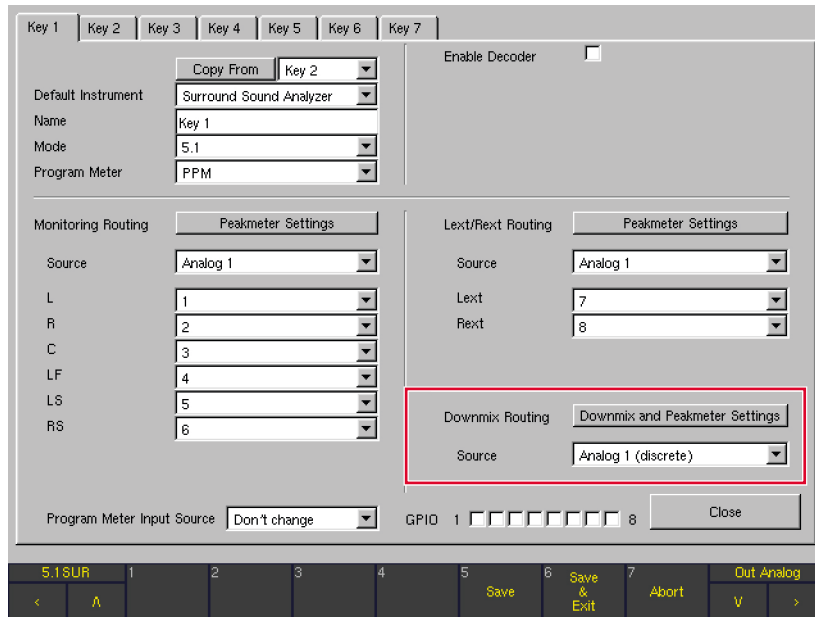 Key 1 Key 2 Key 3 Key 4 Key 5 Key 6 Key 7
Copy From Key 2
Default Instrument Surround Sound Analyzer
Name Key 1
Mode 5.1
Program Meter PPM
Enable Decoder
Monitoring Routing Peakmeter Settings
Source Analog 1
L 1
R 2
C 3
LF 4
LS 5
RS 6
Lext/Rext Routing Peakmeter Settings
Source Analog 1
Lext 7
Rext 8
Downmix Routing Downmix and Peakmeter Settings
Source Analog 1 (discrete)
Program Meter Input Source Don't change
GPIO 1 8
Close
5.1SUR 1 2 3 4 5 6 7 Out Analog
< Λ Save Save & Exit Abort V >